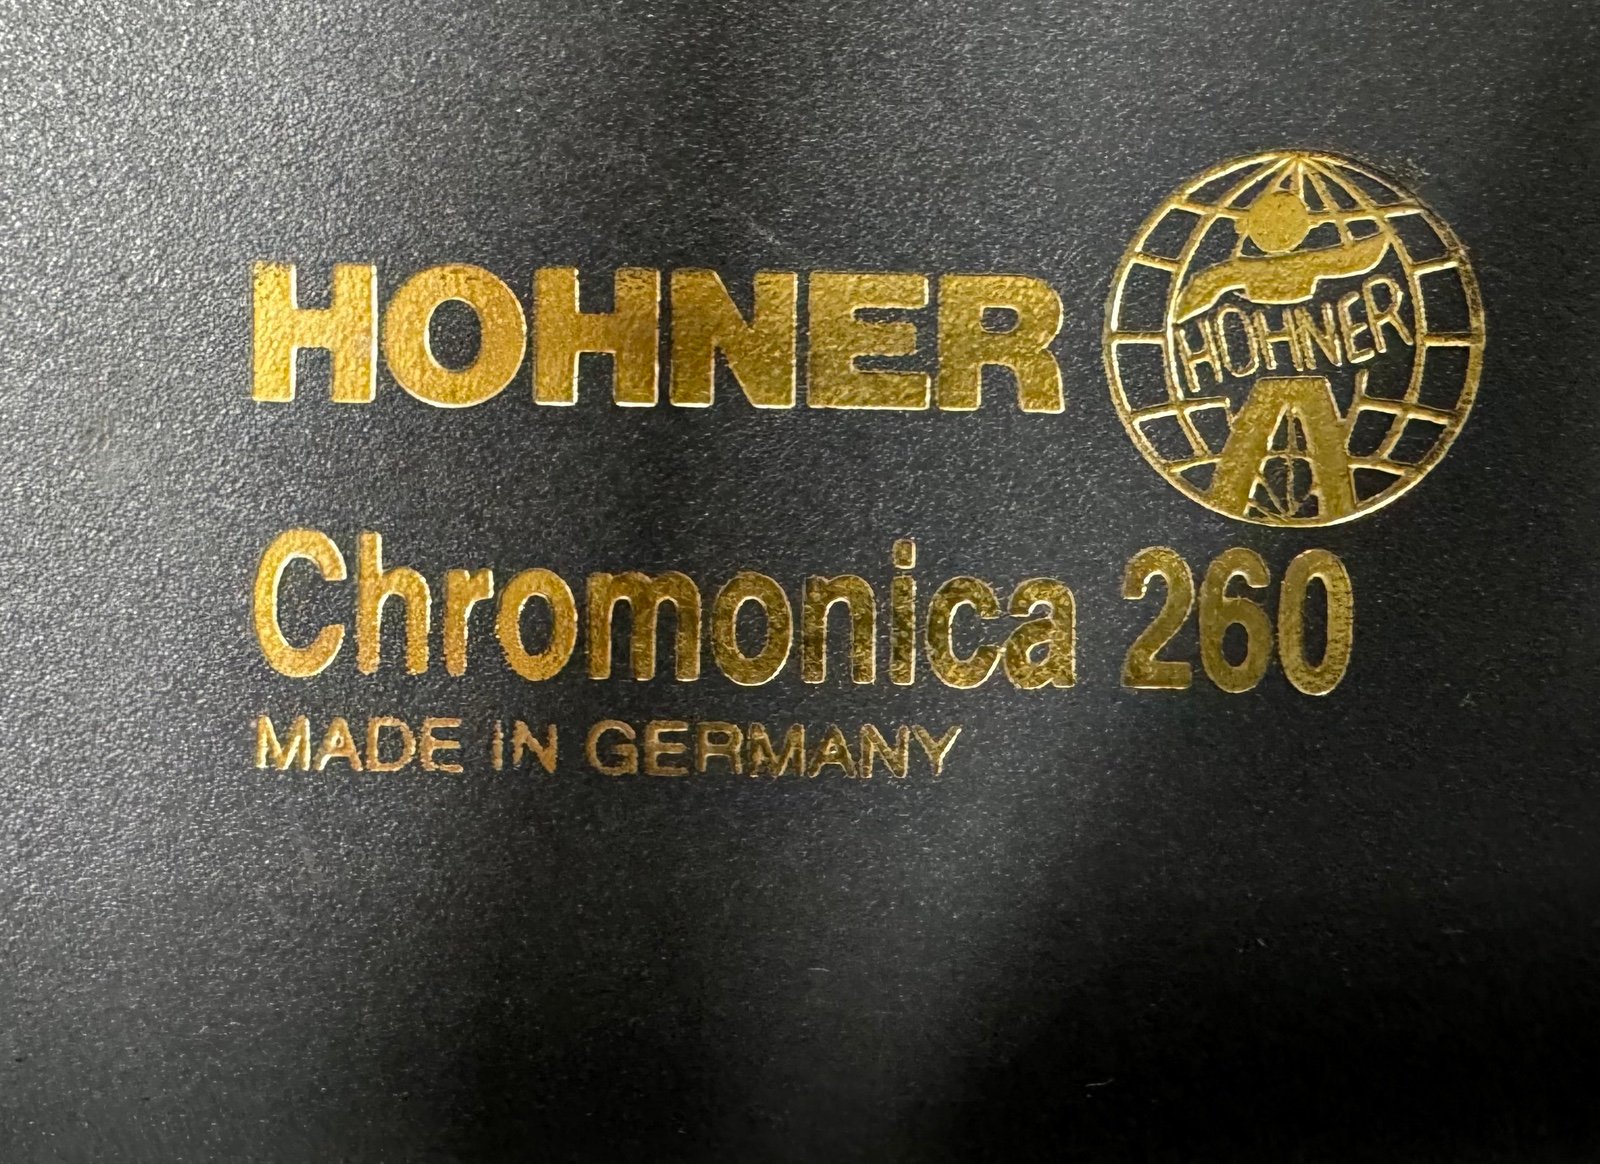 HOHNER
HOHNER
Chromonica 260
MADE IN GERMANY